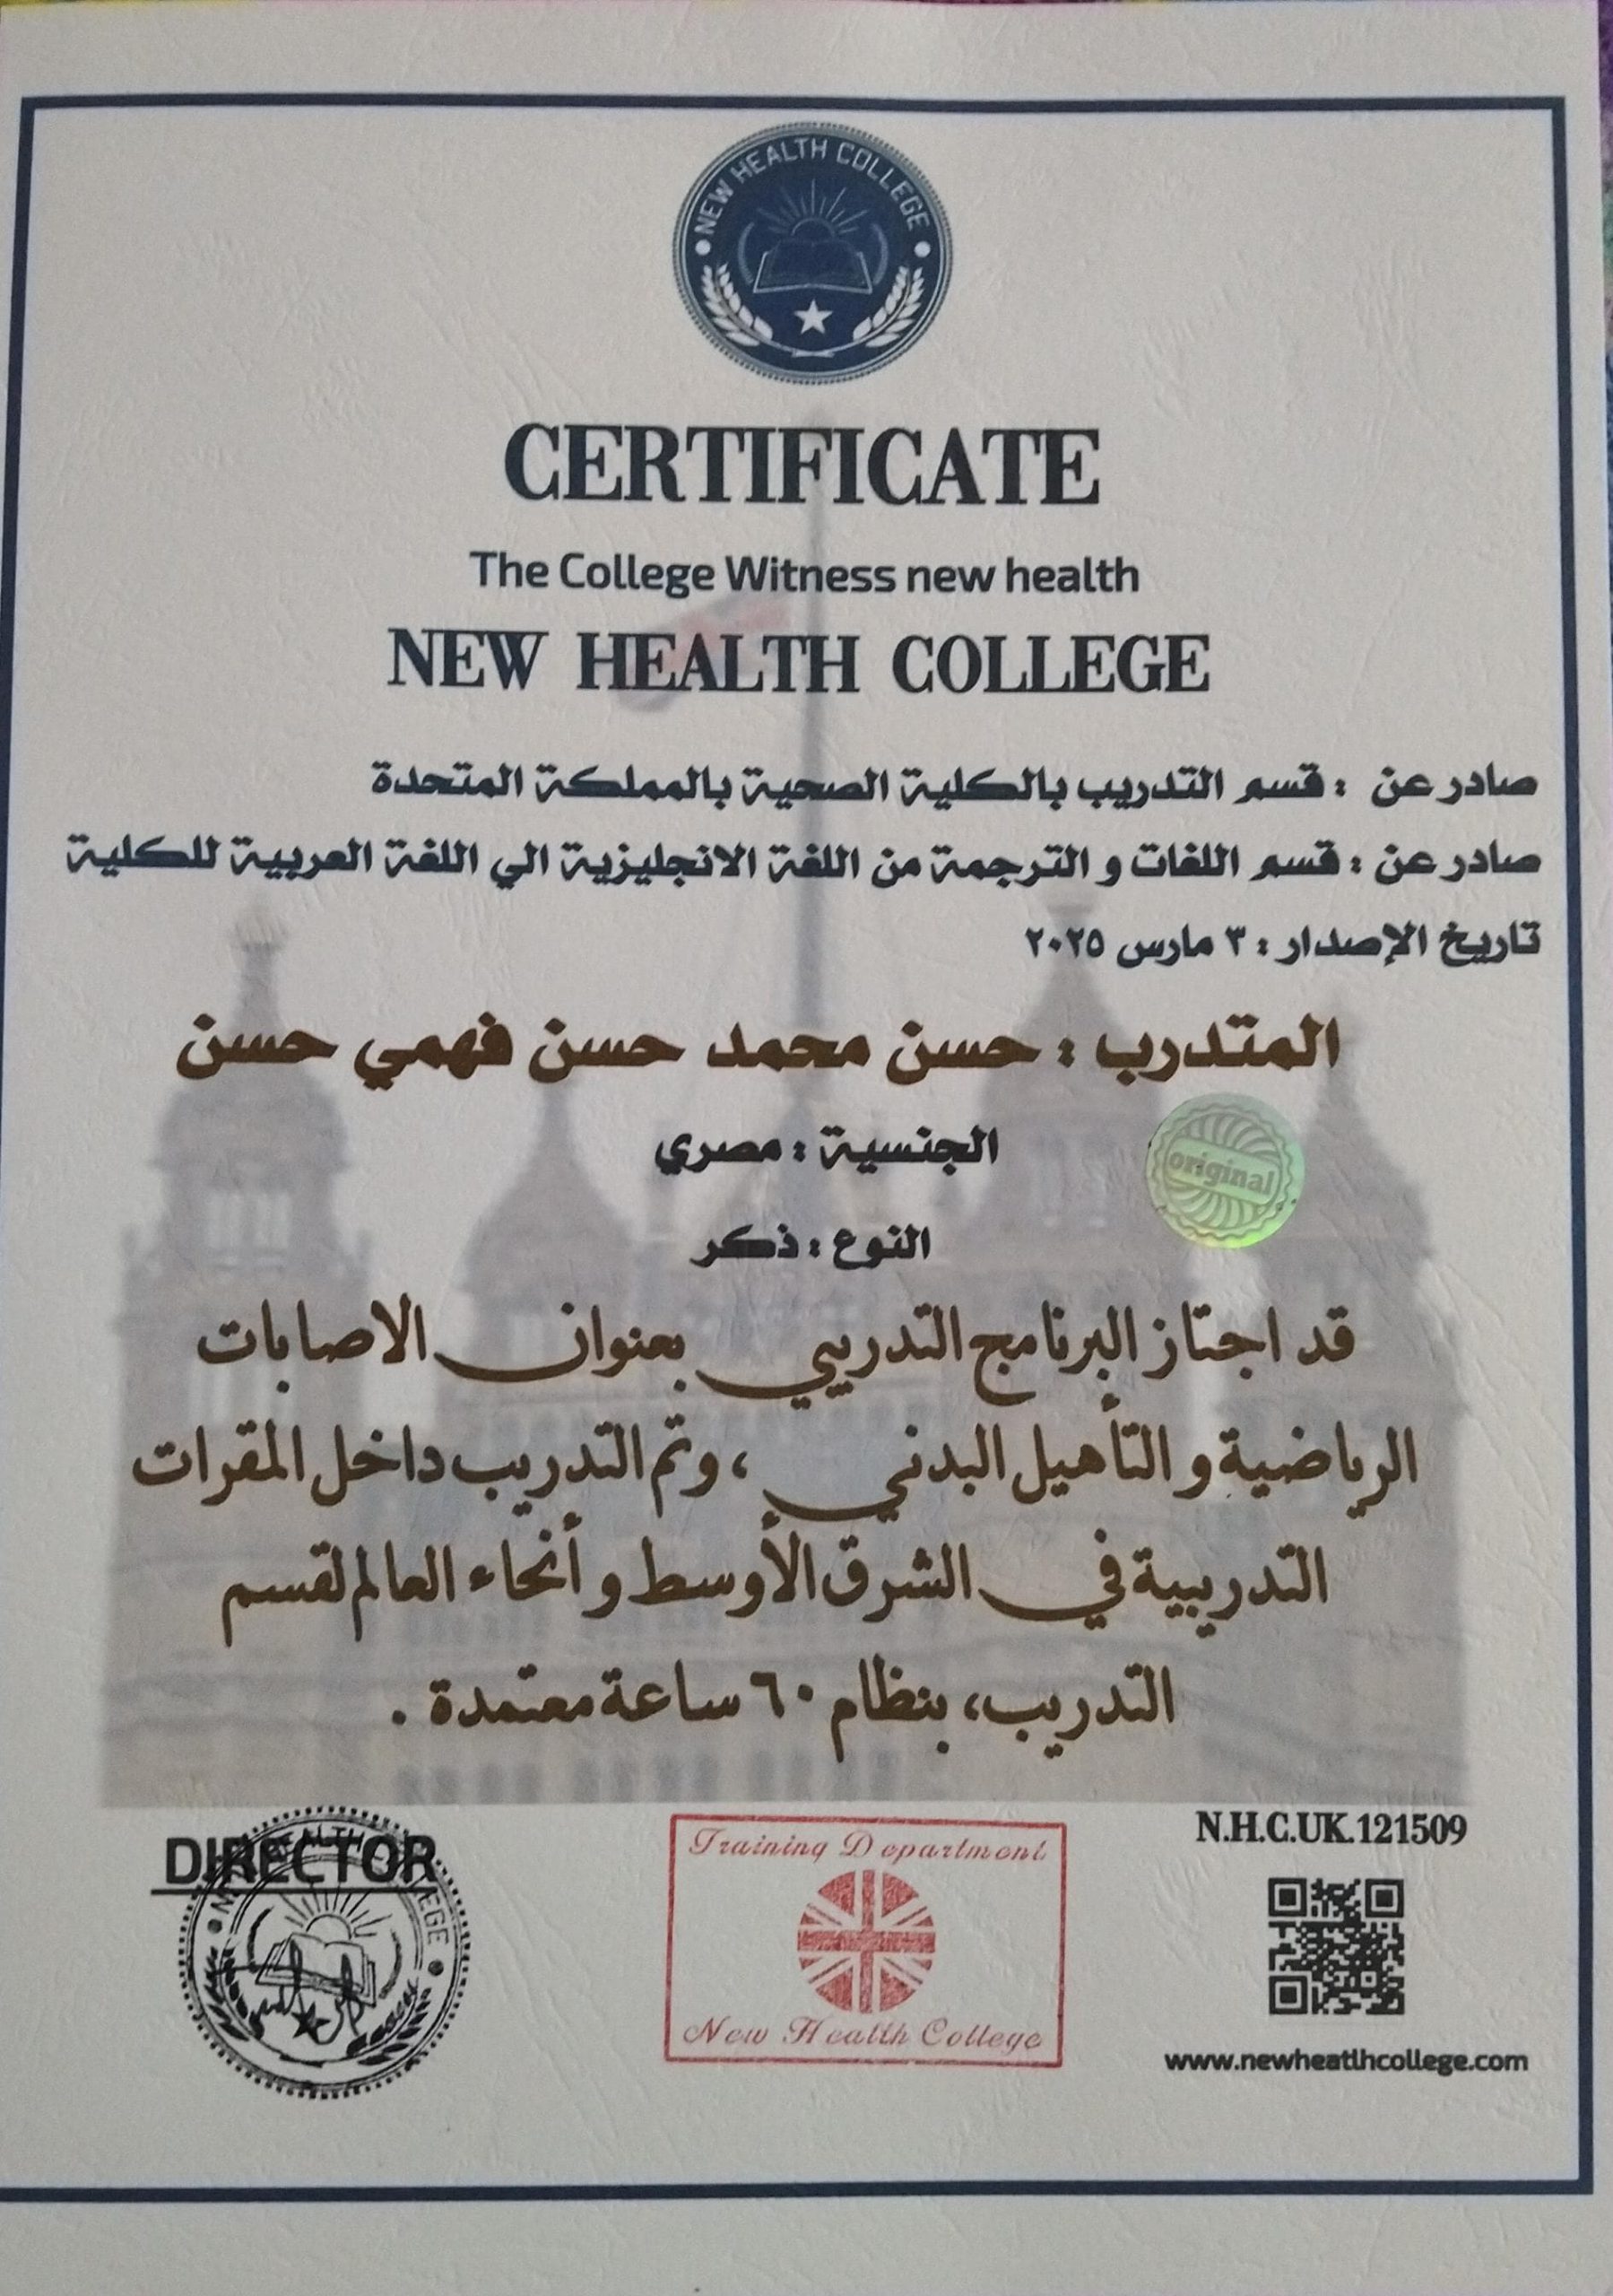 NEW HEALTH COLLEGE
CERTIFICATE
The College Witness new health
NEW HEALTH COLLEGE
صادر عن : قسم التدريب بالكلية الصحية بالمملكة المتحدة
صادر عن : قسم اللغات و الترجمة من اللغة الانجليزية الي اللغة العربية للكلية
تاريخ الإصدار : ٣ مارس ٢٠٢٥
المتدرب : حسن محمد حسن فهمي حسن
الجنسية : مصري
original
النوع : ذكر
قد اجتاز البرنامج التدريبي بعنوان الاصابات
الرياضية و التأهيل البدني ، وتم التدريب داخل المقرات
التدريبية في الشرق الأوسط و أنحاء العالم لقسم
التدريب، بنظام ٦٠ ساعة معتمدة .
DIRECTOR
NEW HEALTH COLLEGE
Training Department
New Health College
N.H.C.UK.121509
www.newheatlhcollege.com